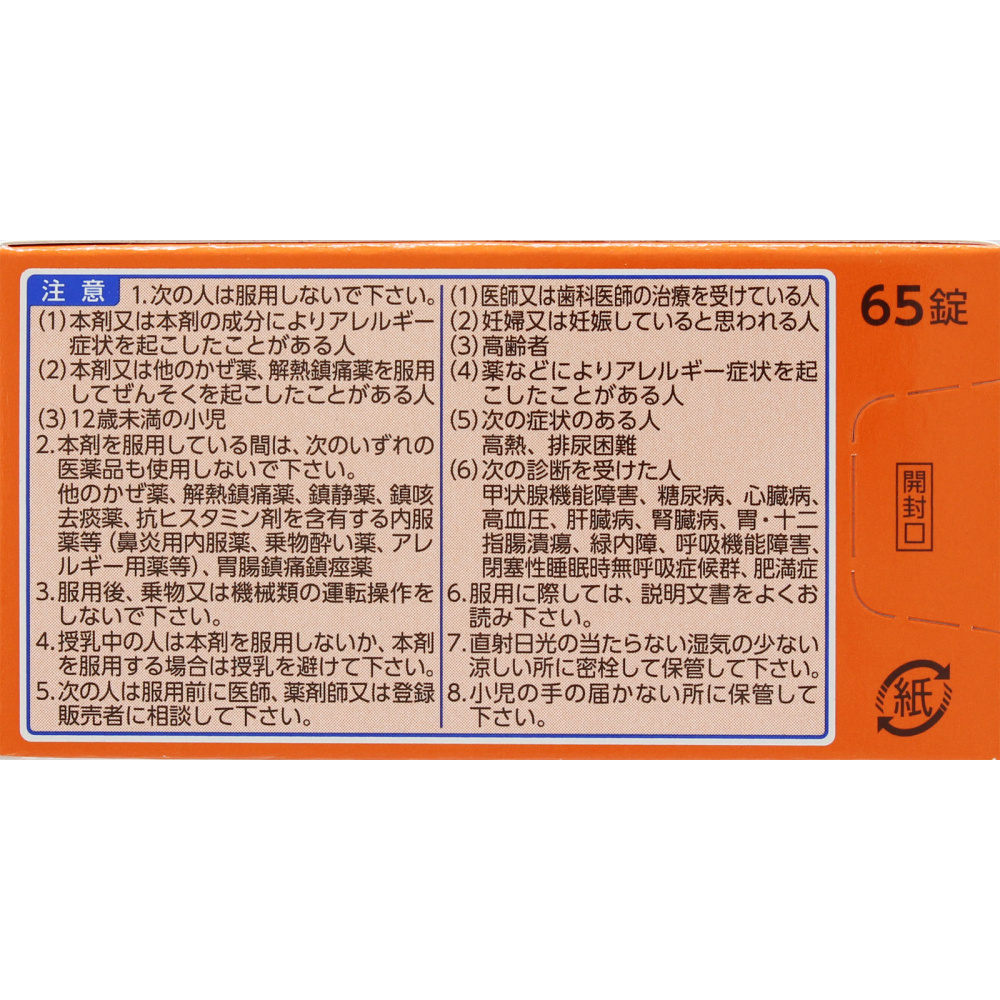 注意 1.次の人は服用しないで下さい。
(1)本剤又は本剤の成分によりアレルギー
症状を起こしたことがある人
(2)本剤又は他のかぜ薬、解熱鎮痛薬を服用
してぜんそくを起こしたことがある人
(3)12歳未満の小児
2.本剤を服用している間は、次のいずれの
医薬品も使用しないで下さい。
他のかぜ薬、解熱鎮痛薬、鎮静薬、鎮咳
去痰薬、抗ヒスタミン剤を含有する内服
薬等(鼻炎用内服薬、乗物酔い薬、アレ
ルギー用薬等)、胃腸鎮痛鎮痙薬
3.服用後、乗物又は機械類の運転操作を
しないで下さい。
4.授乳中の人は本剤を服用しないか、本剤
を服用する場合は授乳を避けて下さい。
5.次の人は服用前に医師、薬剤師又は登録
販売者に相談して下さい。
(1)医師又は歯科医師の治療を受けている人
(2)妊婦又は妊娠していると思われる人
(3)高齢者
(4)薬などによりアレルギー症状を起
こしたことがある人
(5)次の症状のある人
高熱、排尿困難
(6)次の診断を受けた人
甲状腺機能障害、糖尿病、心臓病、
高血圧、肝臓病、腎臓病、胃・十二
指腸潰瘍、緑内障、呼吸機能障害、
閉塞性睡眠時無呼吸症候群、肥満症
6.服用に際しては、説明文書をよくお
読み下さい。
7.直射日光の当たらない湿気の少ない
涼しい所に密栓して保管して下さい。
8.小児の手の届かない所に保管して
下さい。
65錠
開封口
紙